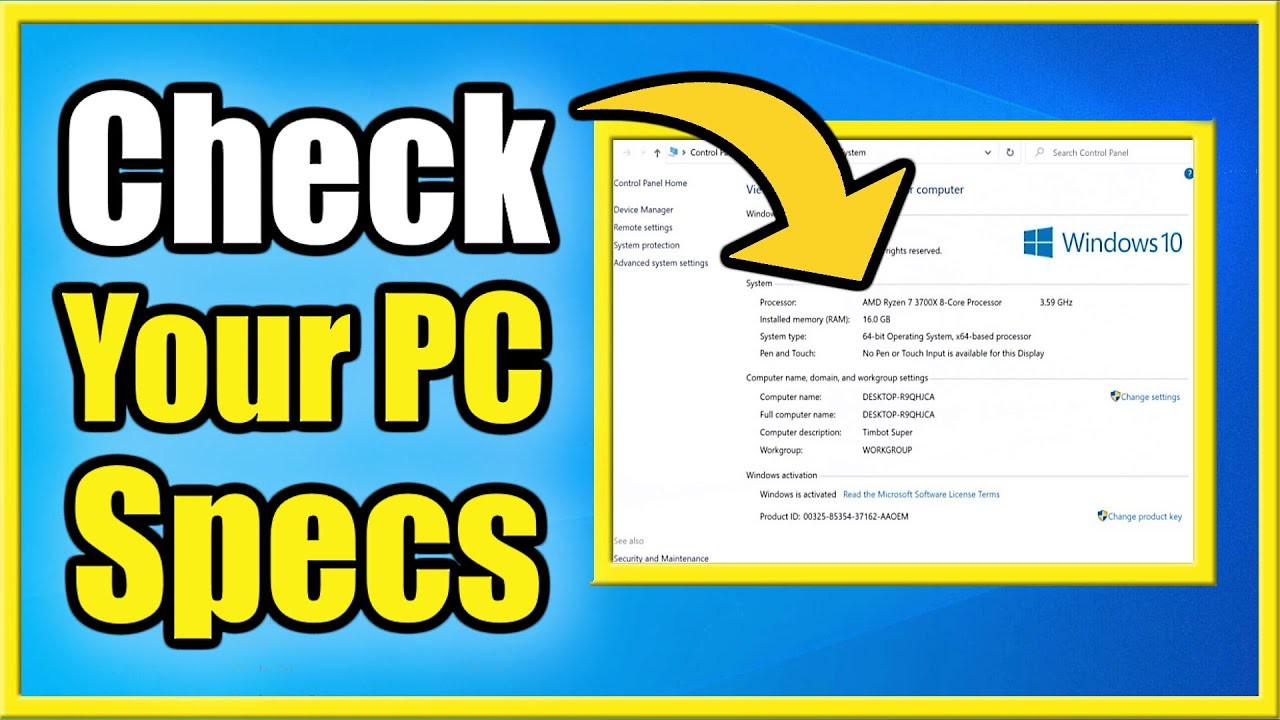 Check
Your PC
Specs
Control
System
Search Control Panel
Control Panel Home
computer
Device Manager
Remote settings
System protection
Advanced system settings
rights reserved.
Windows 10
System
Processor: AMD Ryzen 7 3700X 8-Core Processor 3.59 GHz
Installed memory (RAM): 16.0 GB
System type: 64-bit Operating System, x64-based processor
Pen and Touch: No Pen or Touch Input is available for this Display
Computer name, domain, and workgroup settings
Computer name: DESKTOP-R9QHJCA
Change settings
Full computer name: DESKTOP-R9QHJCA
Computer description: Timbot Super
Workgroup: WORKGROUP
Windows activation
Windows is activated Read the Microsoft Software License Terms
Product ID: 00325-85354-37162-AAOEM
Change product key
See also
Security and Maintenance